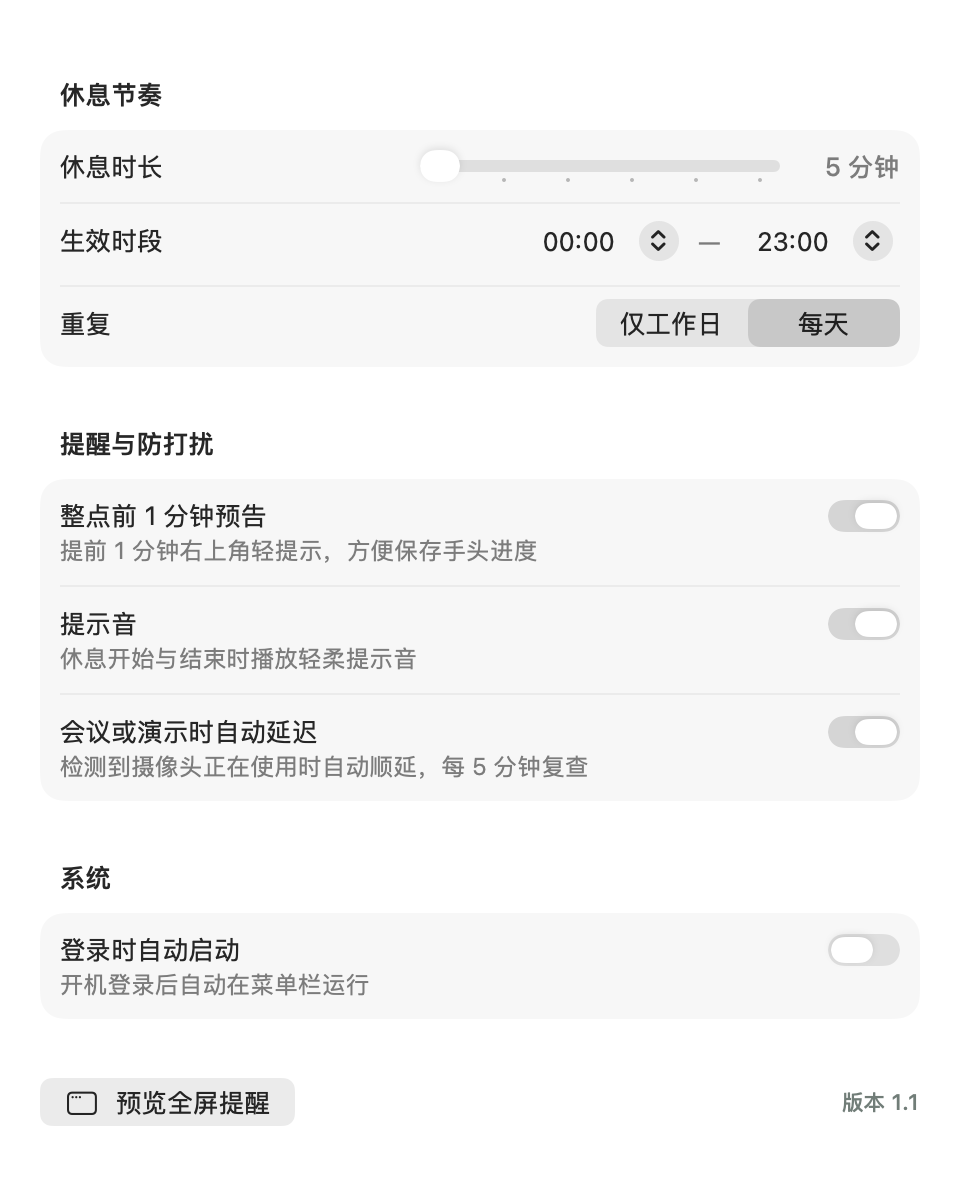 休息节奏
休息时长 5 分钟
生效时段 00:00 — 23:00
重复 仅工作日 每天
提醒与防打扰
整点前 1 分钟预告
提前 1 分钟右上角轻提示，方便保存手头进度
提示音
休息开始与结束时播放轻柔提示音
会议或演示时自动延迟
检测到摄像头正在使用时自动顺延，每 5 分钟复查
系统
登录时自动启动
开机登录后自动在菜单栏运行
预览全屏提醒 版本 1.1